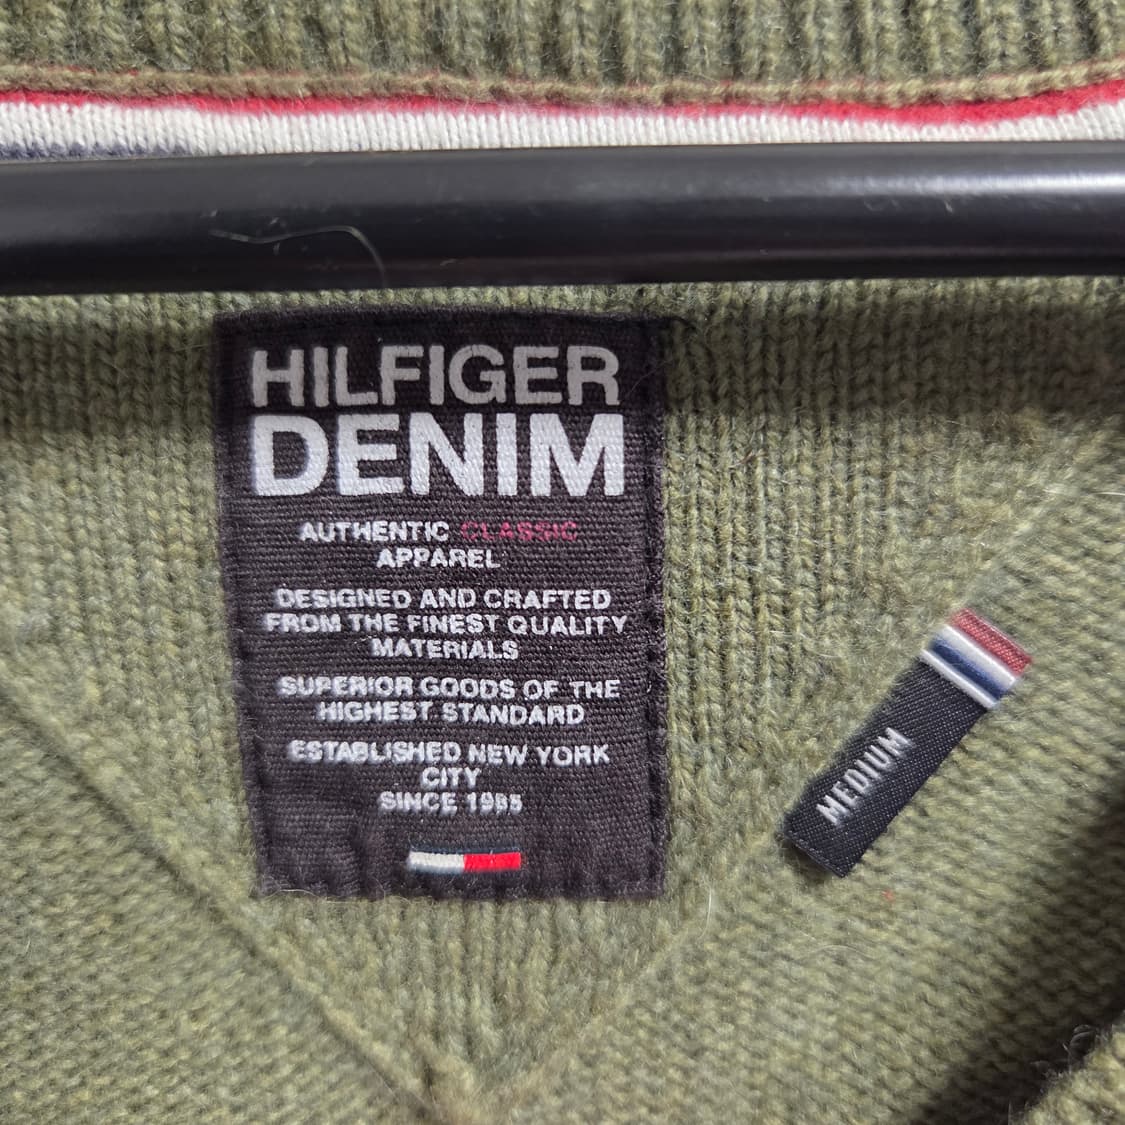 HILFIGER
DENIM
AUTHENTIC CLASSIC
APPAREL
DESIGNED AND CRAFTED
FROM THE FINEST QUALITY
MATERIALS
SUPERIOR GOODS OF THE
HIGHEST STANDARD
ESTABLISHED NEW YORK
CITY
SINCE 1985
MEDIUM